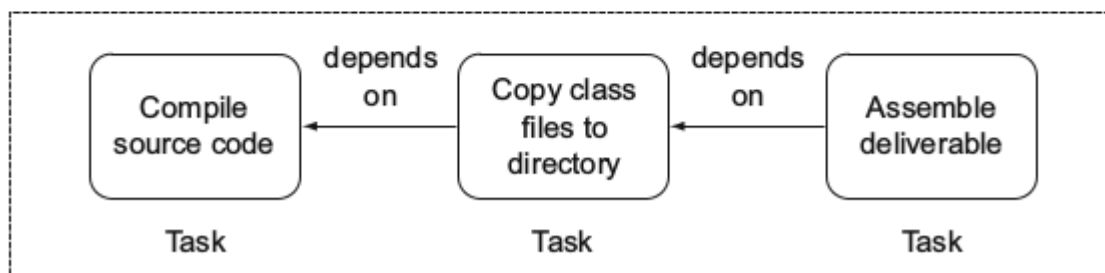 depends
on
depends
on
Compile
source code
Copy class
files to
directory
Assemble
deliverable
Task
Task
Task